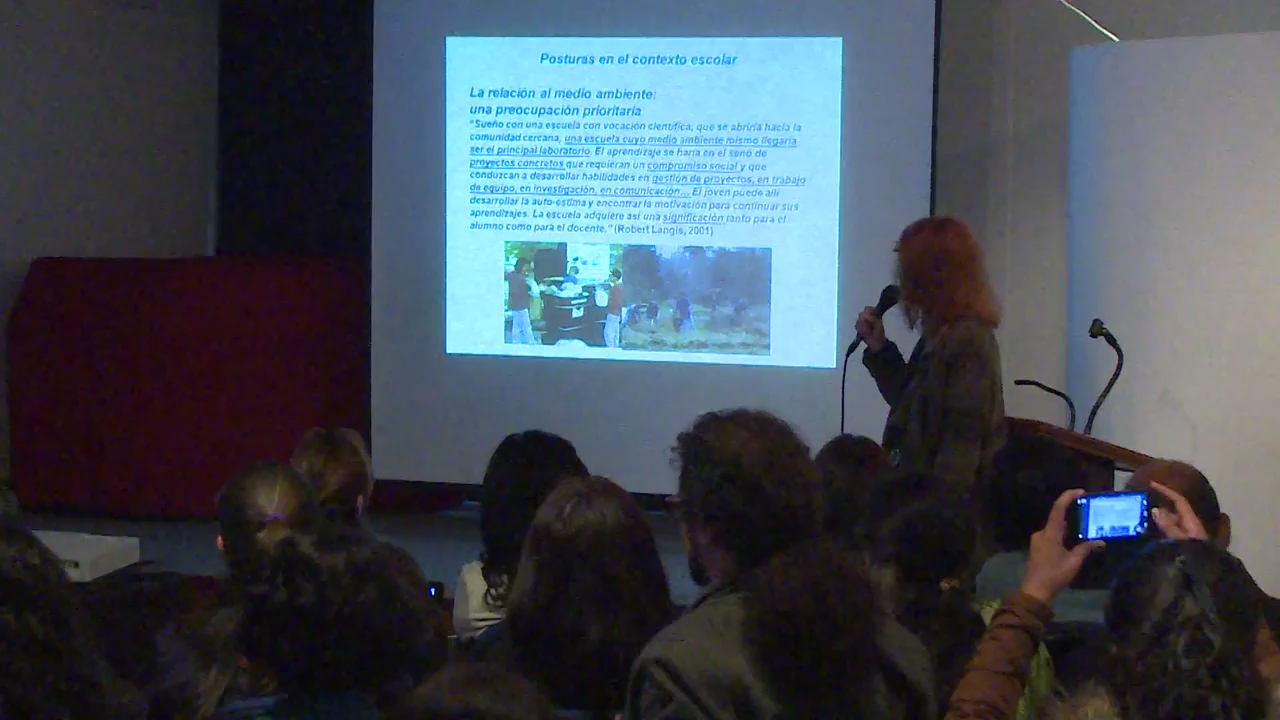 Posturas en el contexto escolar
La relación al medio ambiente:
una preocupación prioritaria
"Sueño con una escuela con vocación científica, que se abriría hacia la
comunidad cercana, una escuela cuyo medio ambiente mismo llegaría
ser el principal laboratorio. El aprendizaje se haría en el seno de
proyectos concretos que requieran un compromiso social y que
conduzcan a desarrollar habilidades en gestión de proyectos, en trabajo
de equipo, en investigación, en comunicación... El joven puede allí
desarrollar la auto-estima y encontrar la motivación para continuar sus
aprendizajes. La escuela adquiere así una significación tanto para el
alumno como para el docente." (Robert Langis, 2001)